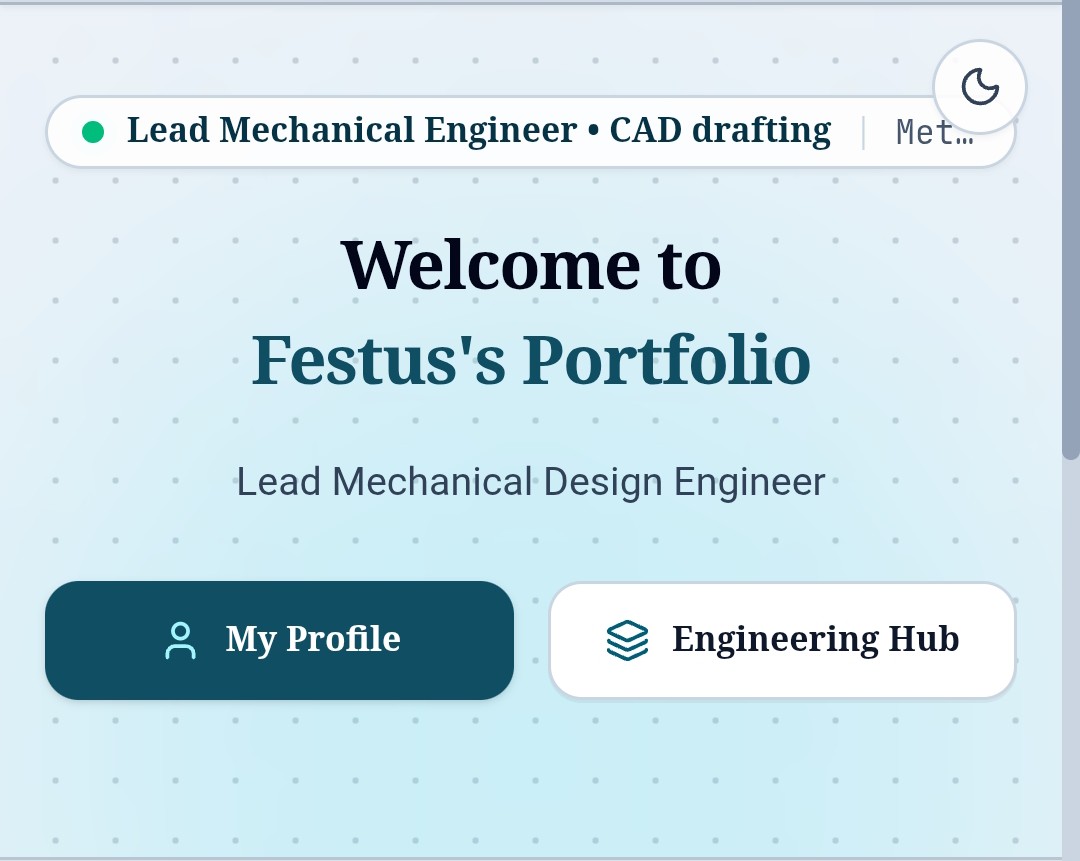 Lead Mechanical Engineer • CAD drafting | Met…
Welcome to
Festus's Portfolio
Lead Mechanical Design Engineer
My Profile
Engineering Hub